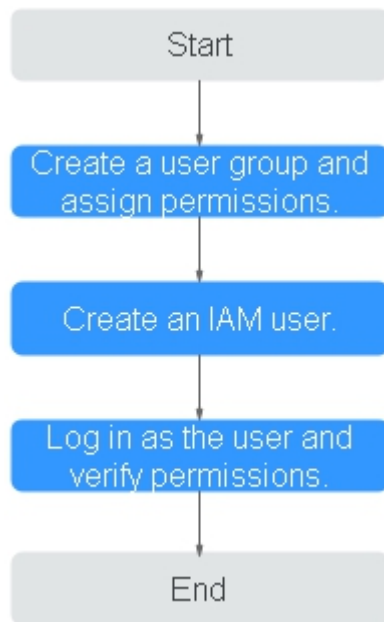 Start
Create a user group and
assign permissions.
Create an IAM user.
Log in as the user and
verify permissions.
End